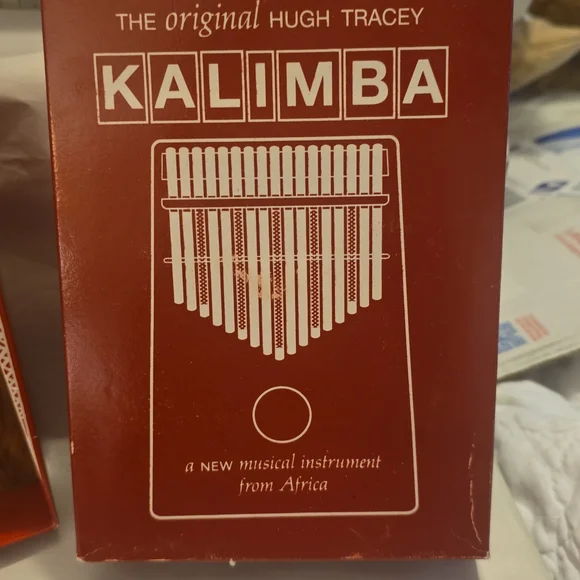 THE original HUGH TRACEY
KALIMBA
a NEW musical instrument
from Africa